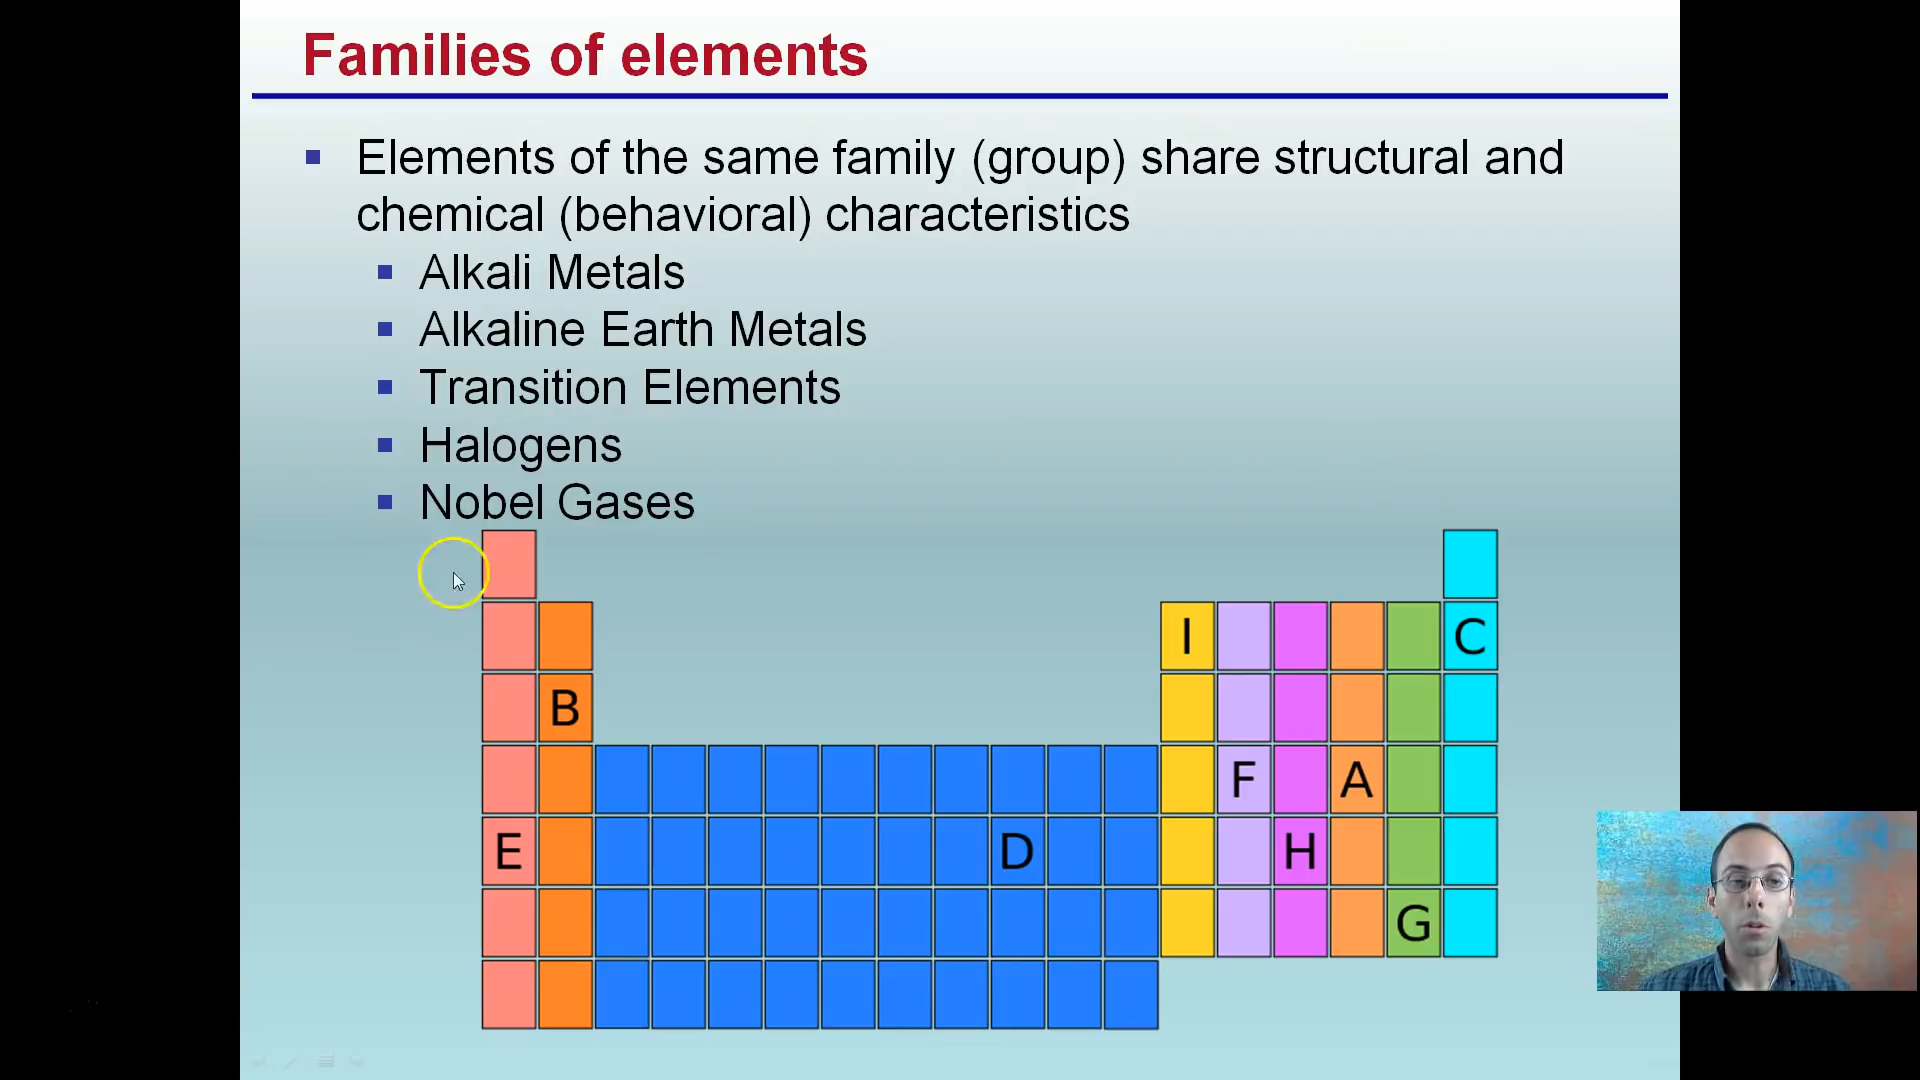 Families of elements
Elements of the same family (group) share structural and
chemical (behavioral) characteristics
Alkali Metals
Alkaline Earth Metals
Transition Elements
Halogens
Nobel Gases
I C
B
F A
E D H
G